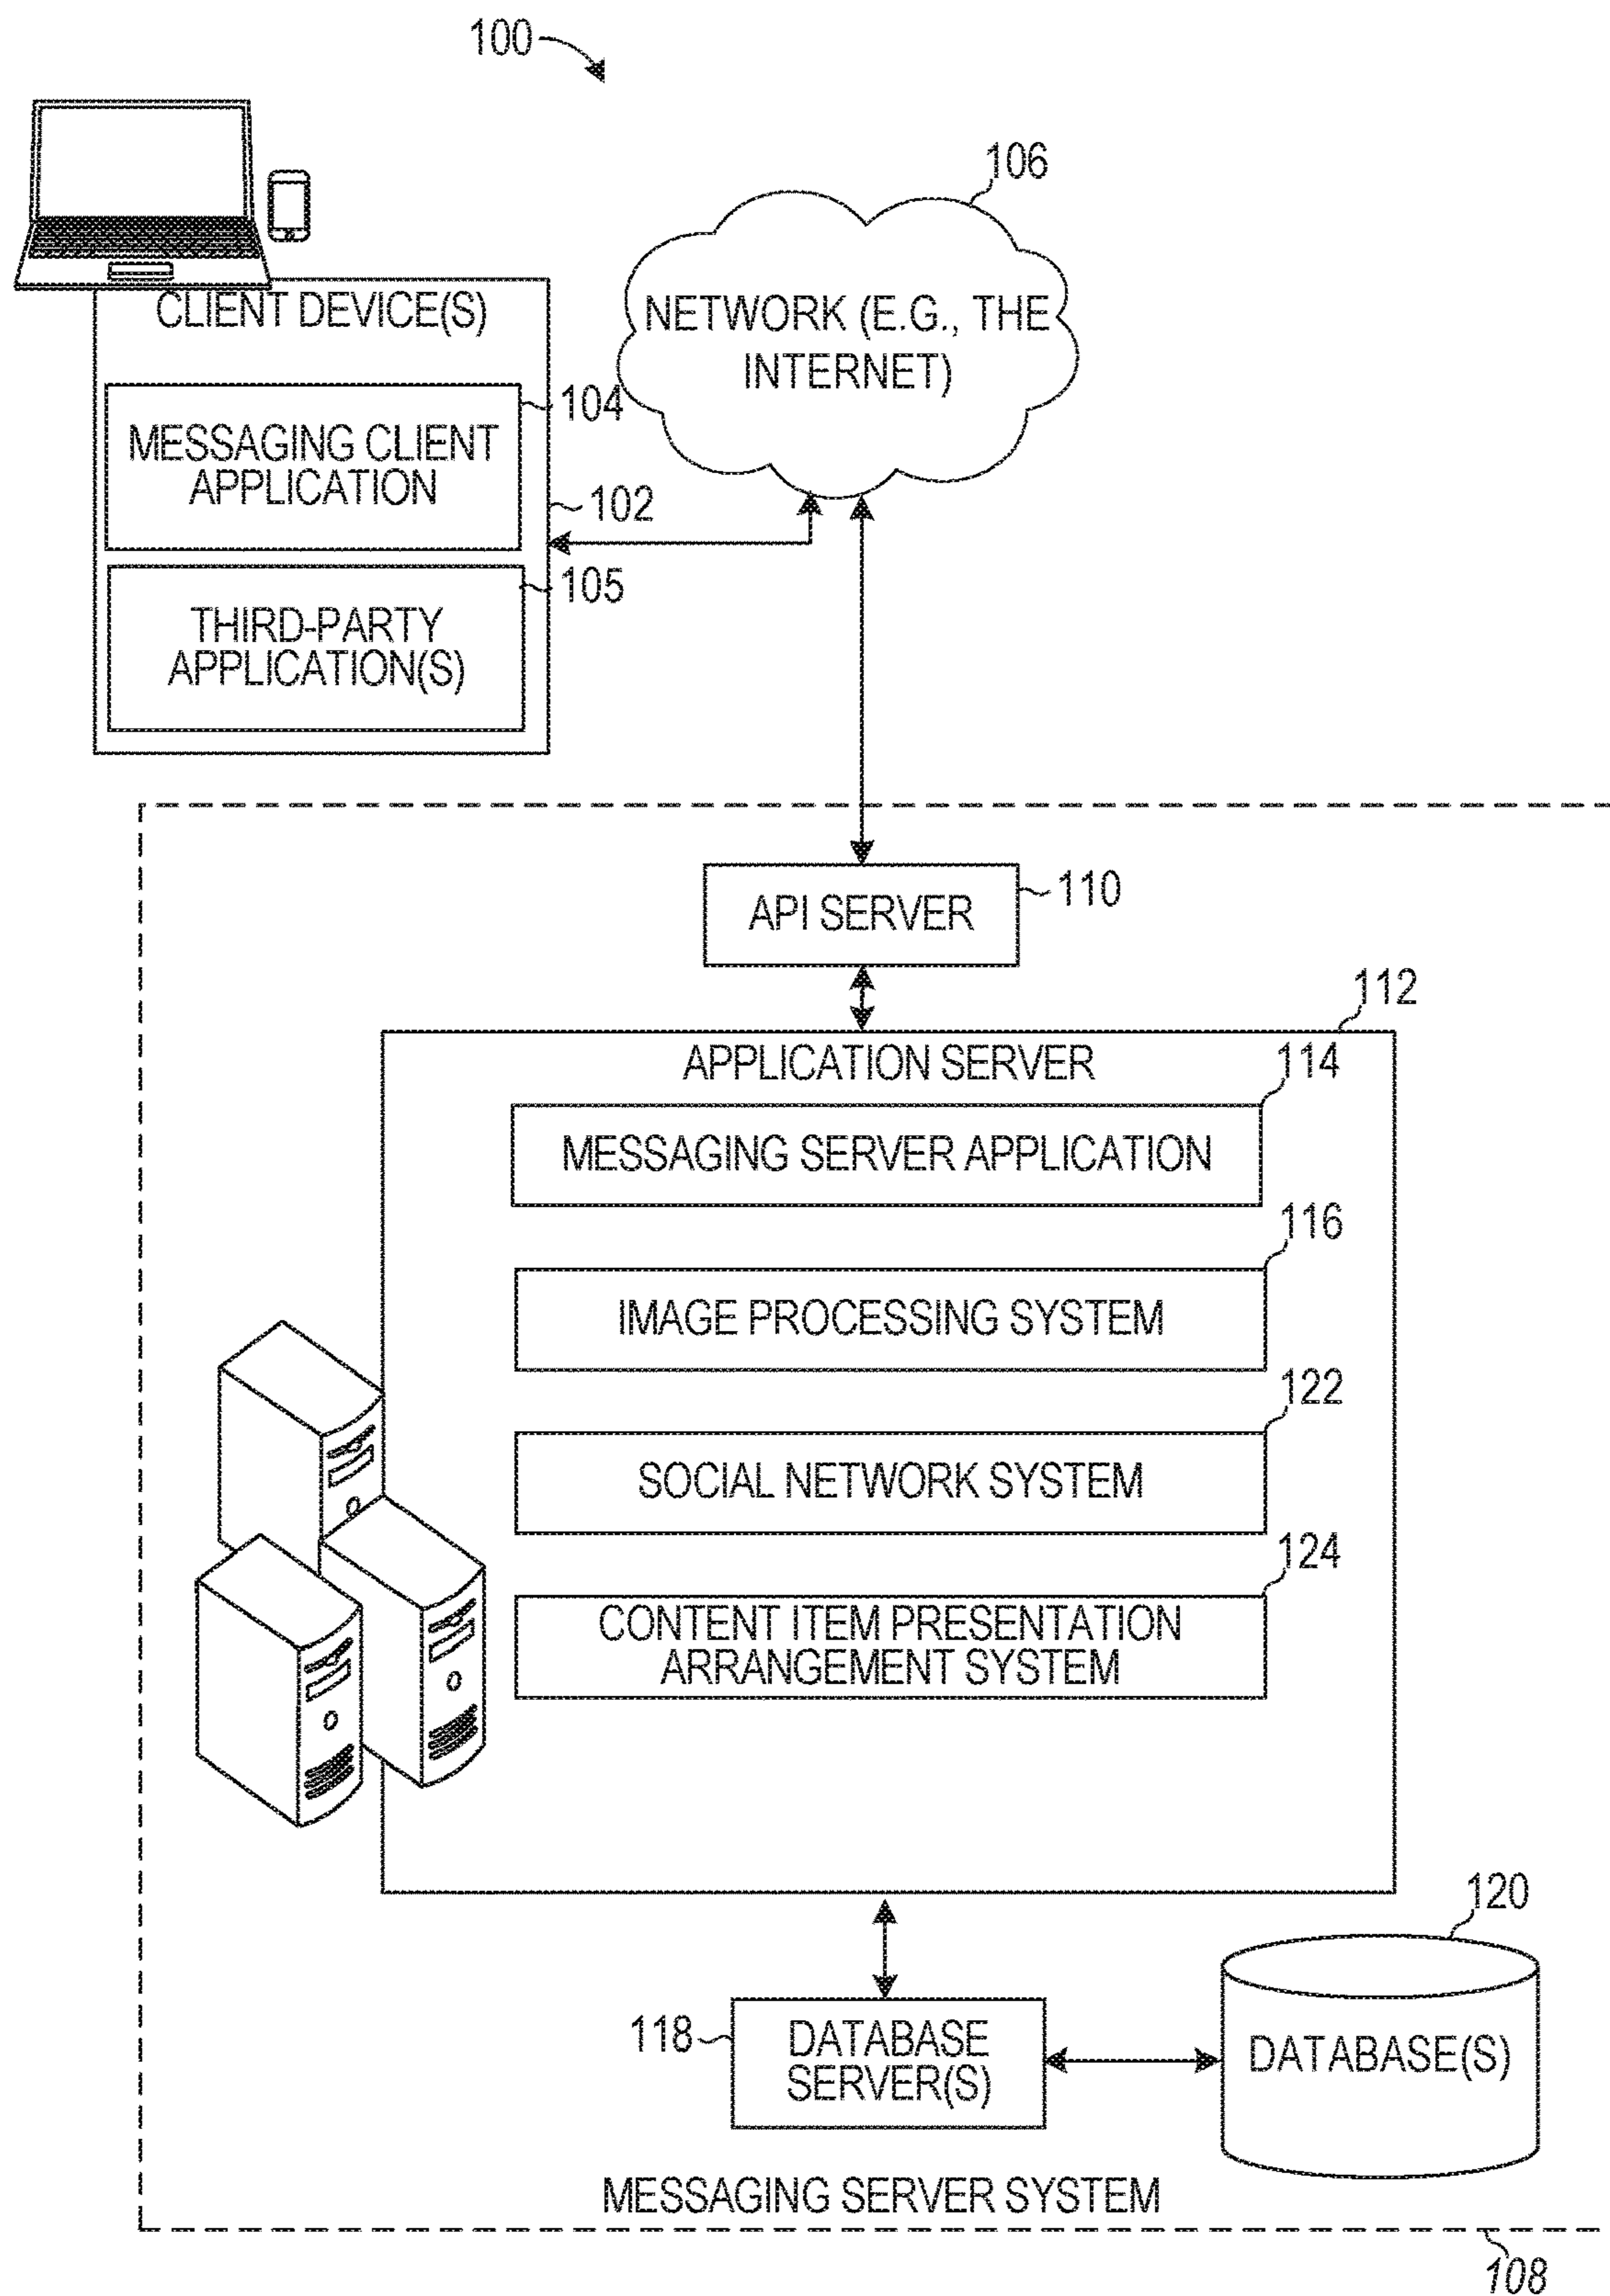 100
106
NETWORK (E.G., THE
INTERNET)
CLIENT DEVICE(S)
104
MESSAGING CLIENT
APPLICATION
102
105
THIRD-PARTY
APPLICATION(S)
API SERVER
110
112
APPLICATION SERVER
114
MESSAGING SERVER APPLICATION
116
IMAGE PROCESSING SYSTEM
122
SOCIAL NETWORK SYSTEM
124
CONTENT ITEM PRESENTATION
ARRANGEMENT SYSTEM
120
118
DATABASE
SERVER(S)
DATABASE(S)
MESSAGING SERVER SYSTEM
108